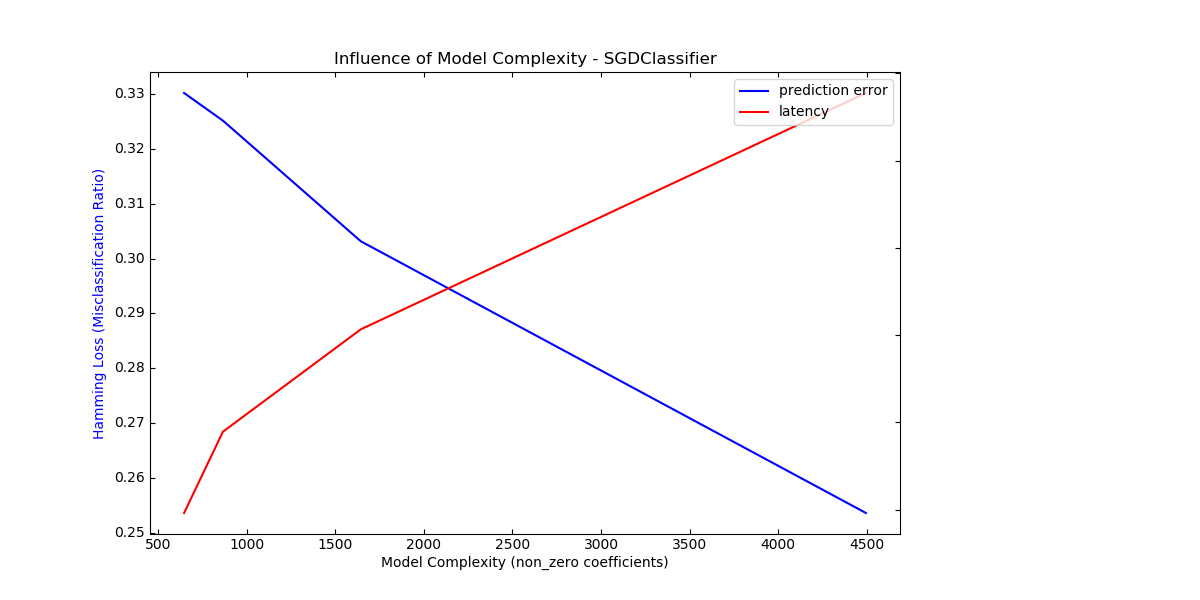 Influence of Model Complexity - SGDClassifier
prediction error
latency
Hamming Loss (Misclassification Ratio)
0.33
0.32
0.31
0.30
0.29
0.28
0.27
0.26
0.25
500 1000 1500 2000 2500 3000 3500 4000 4500
Model Complexity (non_zero coefficients)